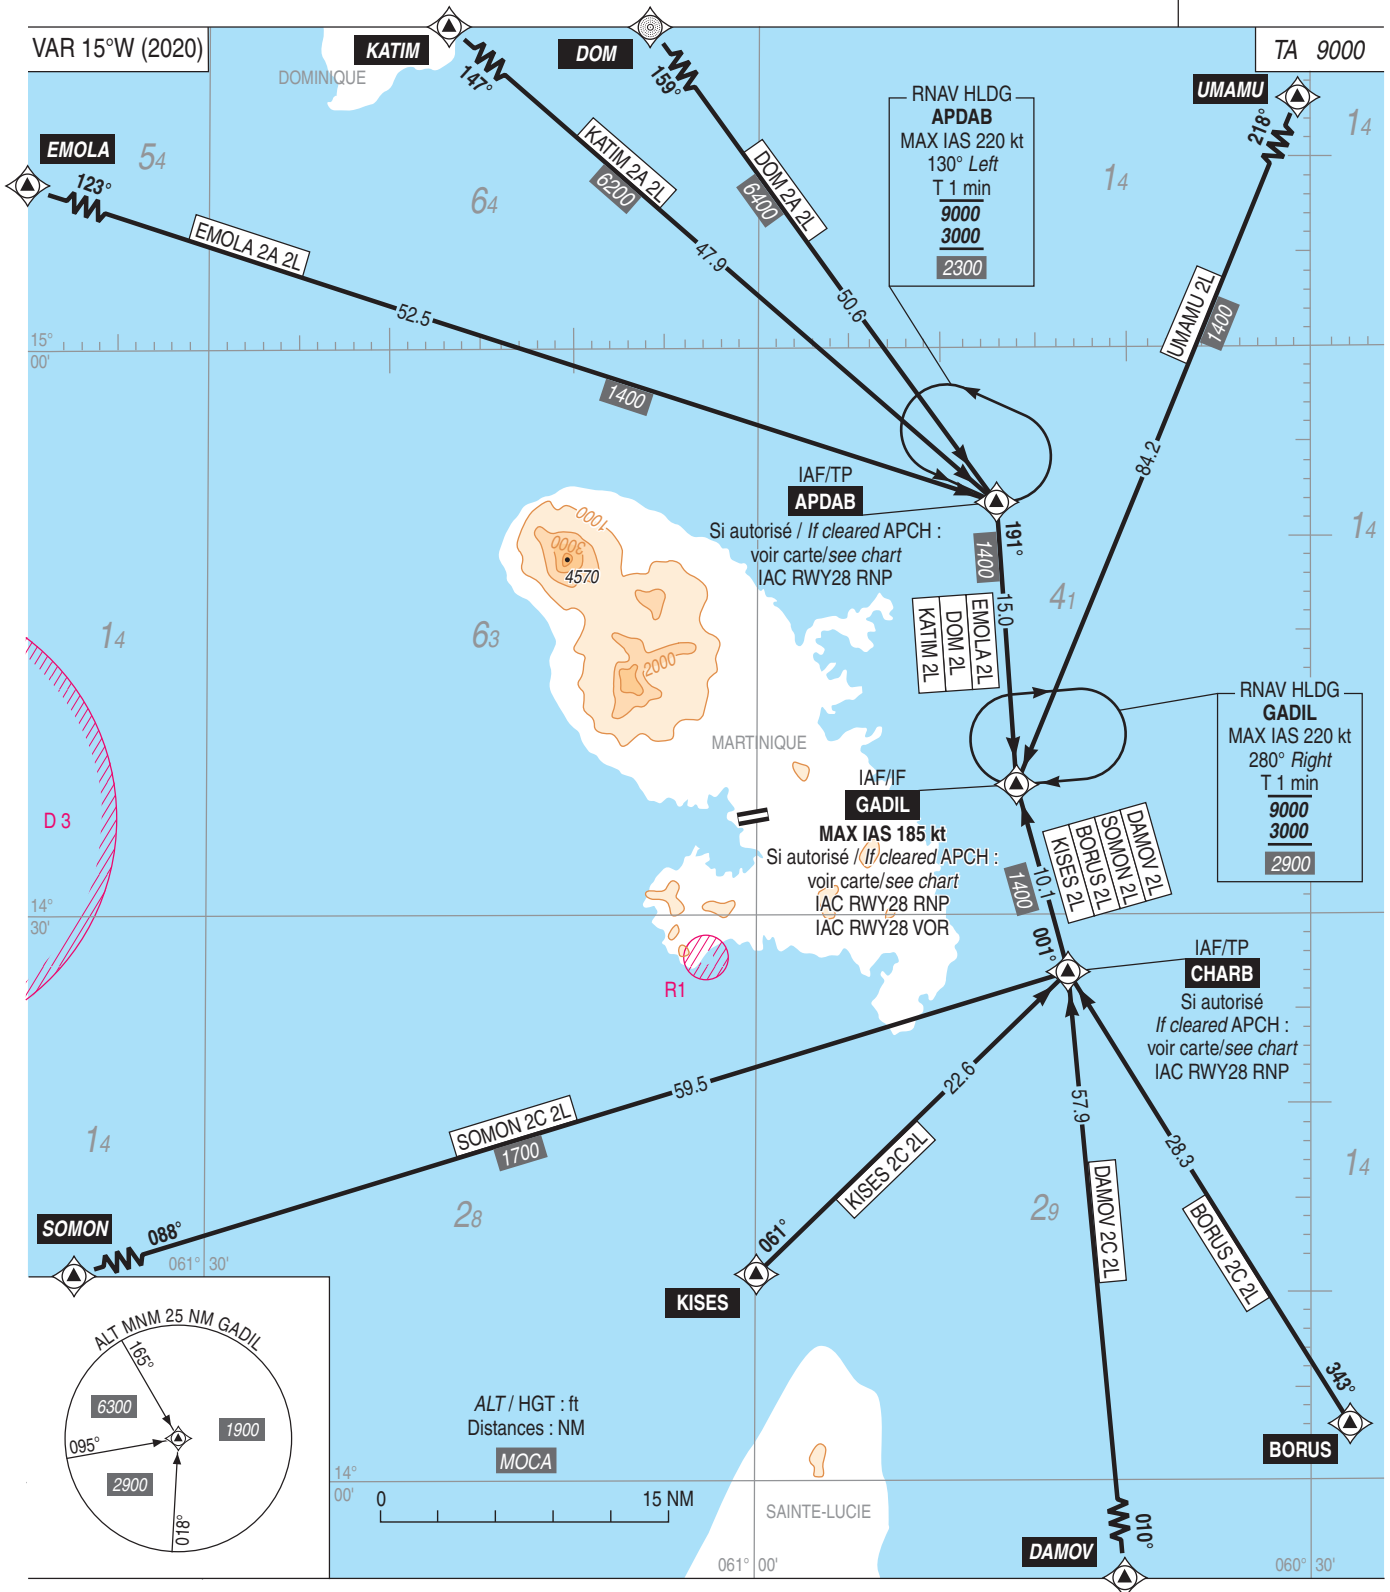 VAR 15°W (2020)
KATIM
DOM
TA 9000
DOMINIQUE
147°
159°
UMAMU
218°
RNAV HLDG
APDAB
MAX IAS 220 kt
130° Left
T 1 min
9000
3000
2300
EMOLA
123°
54
64
14
14
KATIM 2A 2L
6200
DOM 2A 2L
6400
EMOLA 2A 2L
47.9
50.6
52.5
UMAMU 2L
1400
15°
00'
1400
84.2
IAF/TP
APDAB
Si autorisé / If cleared APCH :
voir carte/see chart
IAC RWY28 RNP
191°
1400
15.0
EMOLA 2L
DOM 2L
KATIM 2L
1000
3000
4570
2000
14
63
41
14
MARTINIQUE
RNAV HLDG
GADIL
MAX IAS 220 kt
280° Right
T 1 min
9000
3000
2900
D 3
IAF/IF
GADIL
MAX IAS 185 kt
Si autorisé / If cleared APCH :
voir carte/see chart
IAC RWY28 RNP
IAC RWY28 VOR
DAMOV 2L
SOMON 2L
BORUS 2L
KISES 2L
10.1
1400
001°
14°
30'
R1
IAF/TP
CHARB
Si autorisé
If cleared APCH :
voir carte/see chart
IAC RWY28 RNP
59.5
22.6
57.9
28.3
SOMON 2C 2L
1700
KISES 2C 2L
DAMOV 2C 2L
BORUS 2C 2L
14
28
29
14
SOMON
088°
061° 30'
061°
KISES
343°
BORUS
ALT MNM 25 NM GADIL
165°
6300
1900
095°
2900
018°
ALT / HGT : ft
Distances : NM
MOCA
14°
00'
0
15 NM
SAINTE-LUCIE
010°
DAMOV
061° 00'
060° 30'